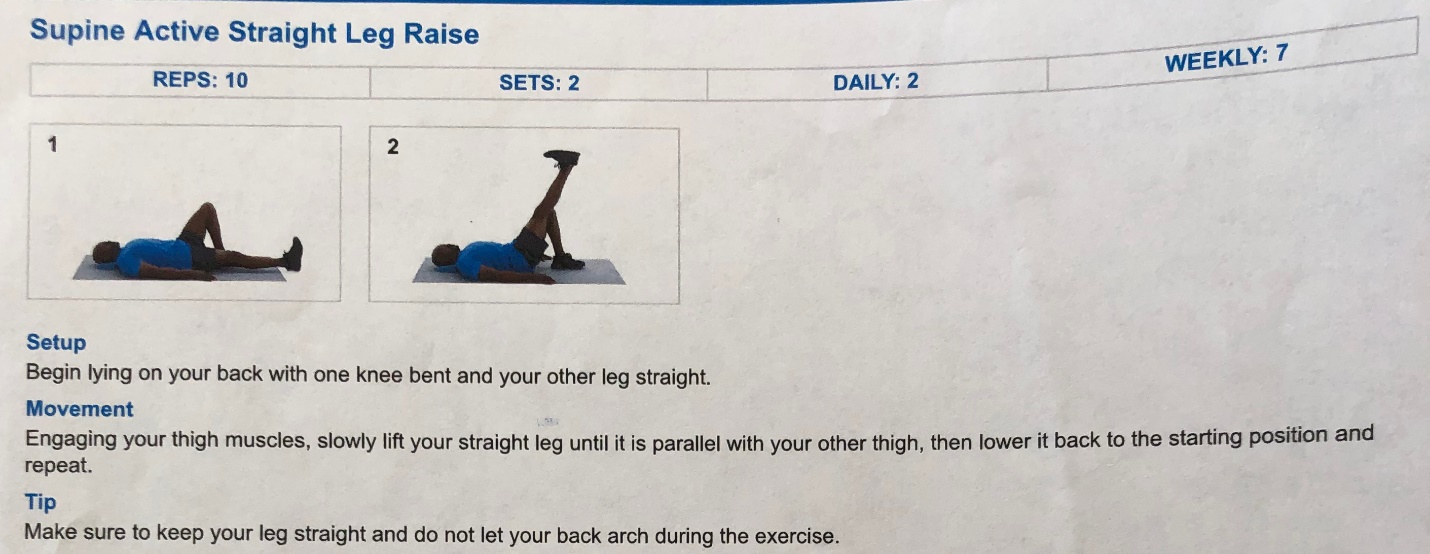 Supine Active Straight Leg Raise
REPS: 10 SETS: 2 DAILY: 2 WEEKLY: 7
1 2
Setup
Begin lying on your back with one knee bent and your other leg straight.
Movement
Engaging your thigh muscles, slowly lift your straight leg until it is parallel with your other thigh, then lower it back to the starting position and
repeat.
Tip
Make sure to keep your leg straight and do not let your back arch during the exercise.